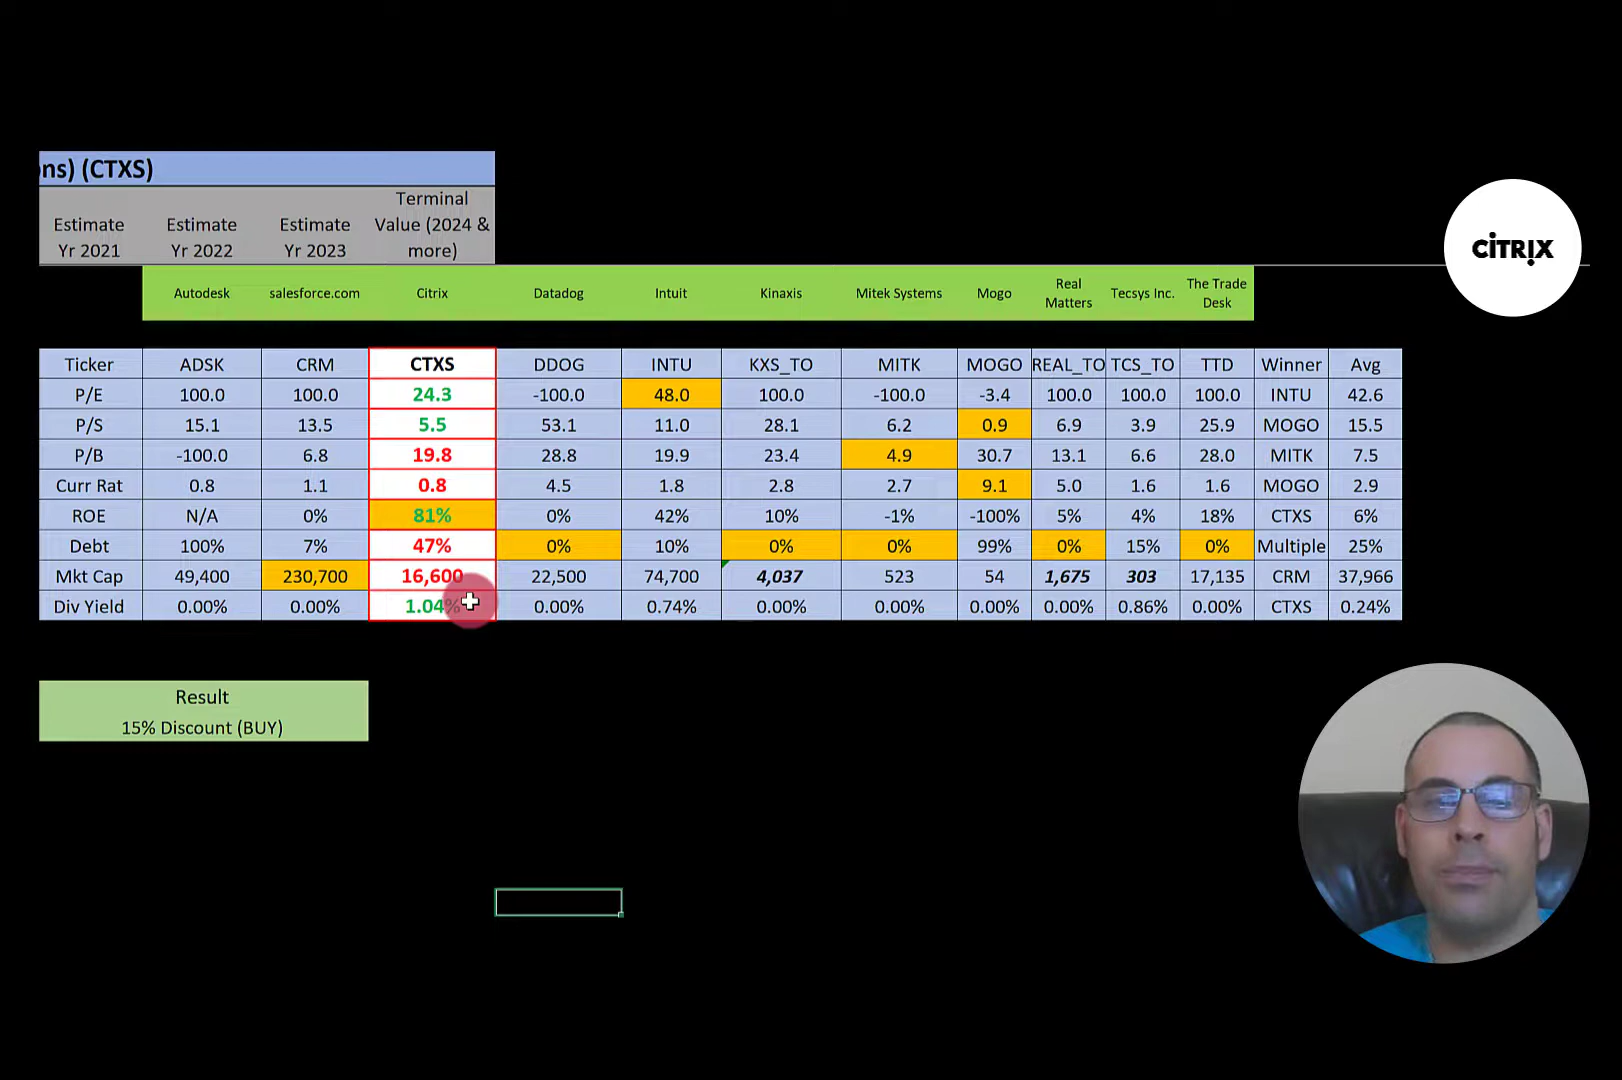 ons) (CTXS)
Estimate Yr 2021 Estimate Yr 2022 Estimate Yr 2023 Terminal Value (2024 & more)
Autodesk salesforce.com Citrix Datadog Intuit Kinaxis Mitek Systems Mogo Real Matters Tecsys Inc. The Trade Desk
CİTRỊX
Ticker ADSK CRM CTXS DDOG INTU KXS_TO MITK MOGO REAL_TO TCS_TO TTD Winner Avg
P/E 100.0 100.0 24.3 -100.0 48.0 100.0 -100.0 -3.4 100.0 100.0 100.0 INTU 42.6
P/S 15.1 13.5 5.5 53.1 11.0 28.1 6.2 0.9 6.9 3.9 25.9 MOGO 15.5
P/B -100.0 6.8 19.8 28.8 19.9 23.4 4.9 30.7 13.1 6.6 28.0 MITK 7.5
Curr Rat 0.8 1.1 0.8 4.5 1.8 2.8 2.7 9.1 5.0 1.6 1.6 MOGO 2.9
ROE N/A 0% 81% 0% 42% 10% -1% -100% 5% 4% 18% CTXS 6%
Debt 100% 7% 47% 0% 10% 0% 0% 99% 0% 15% 0% Multiple 25%
Mkt Cap 49,400 230,700 16,600 22,500 74,700 4,037 523 54 1,675 303 17,135 CRM 37,966
Div Yield 0.00% 0.00% 1.04% 0.00% 0.74% 0.00% 0.00% 0.00% 0.00% 0.86% 0.00% CTXS 0.24%
Result
15% Discount (BUY)